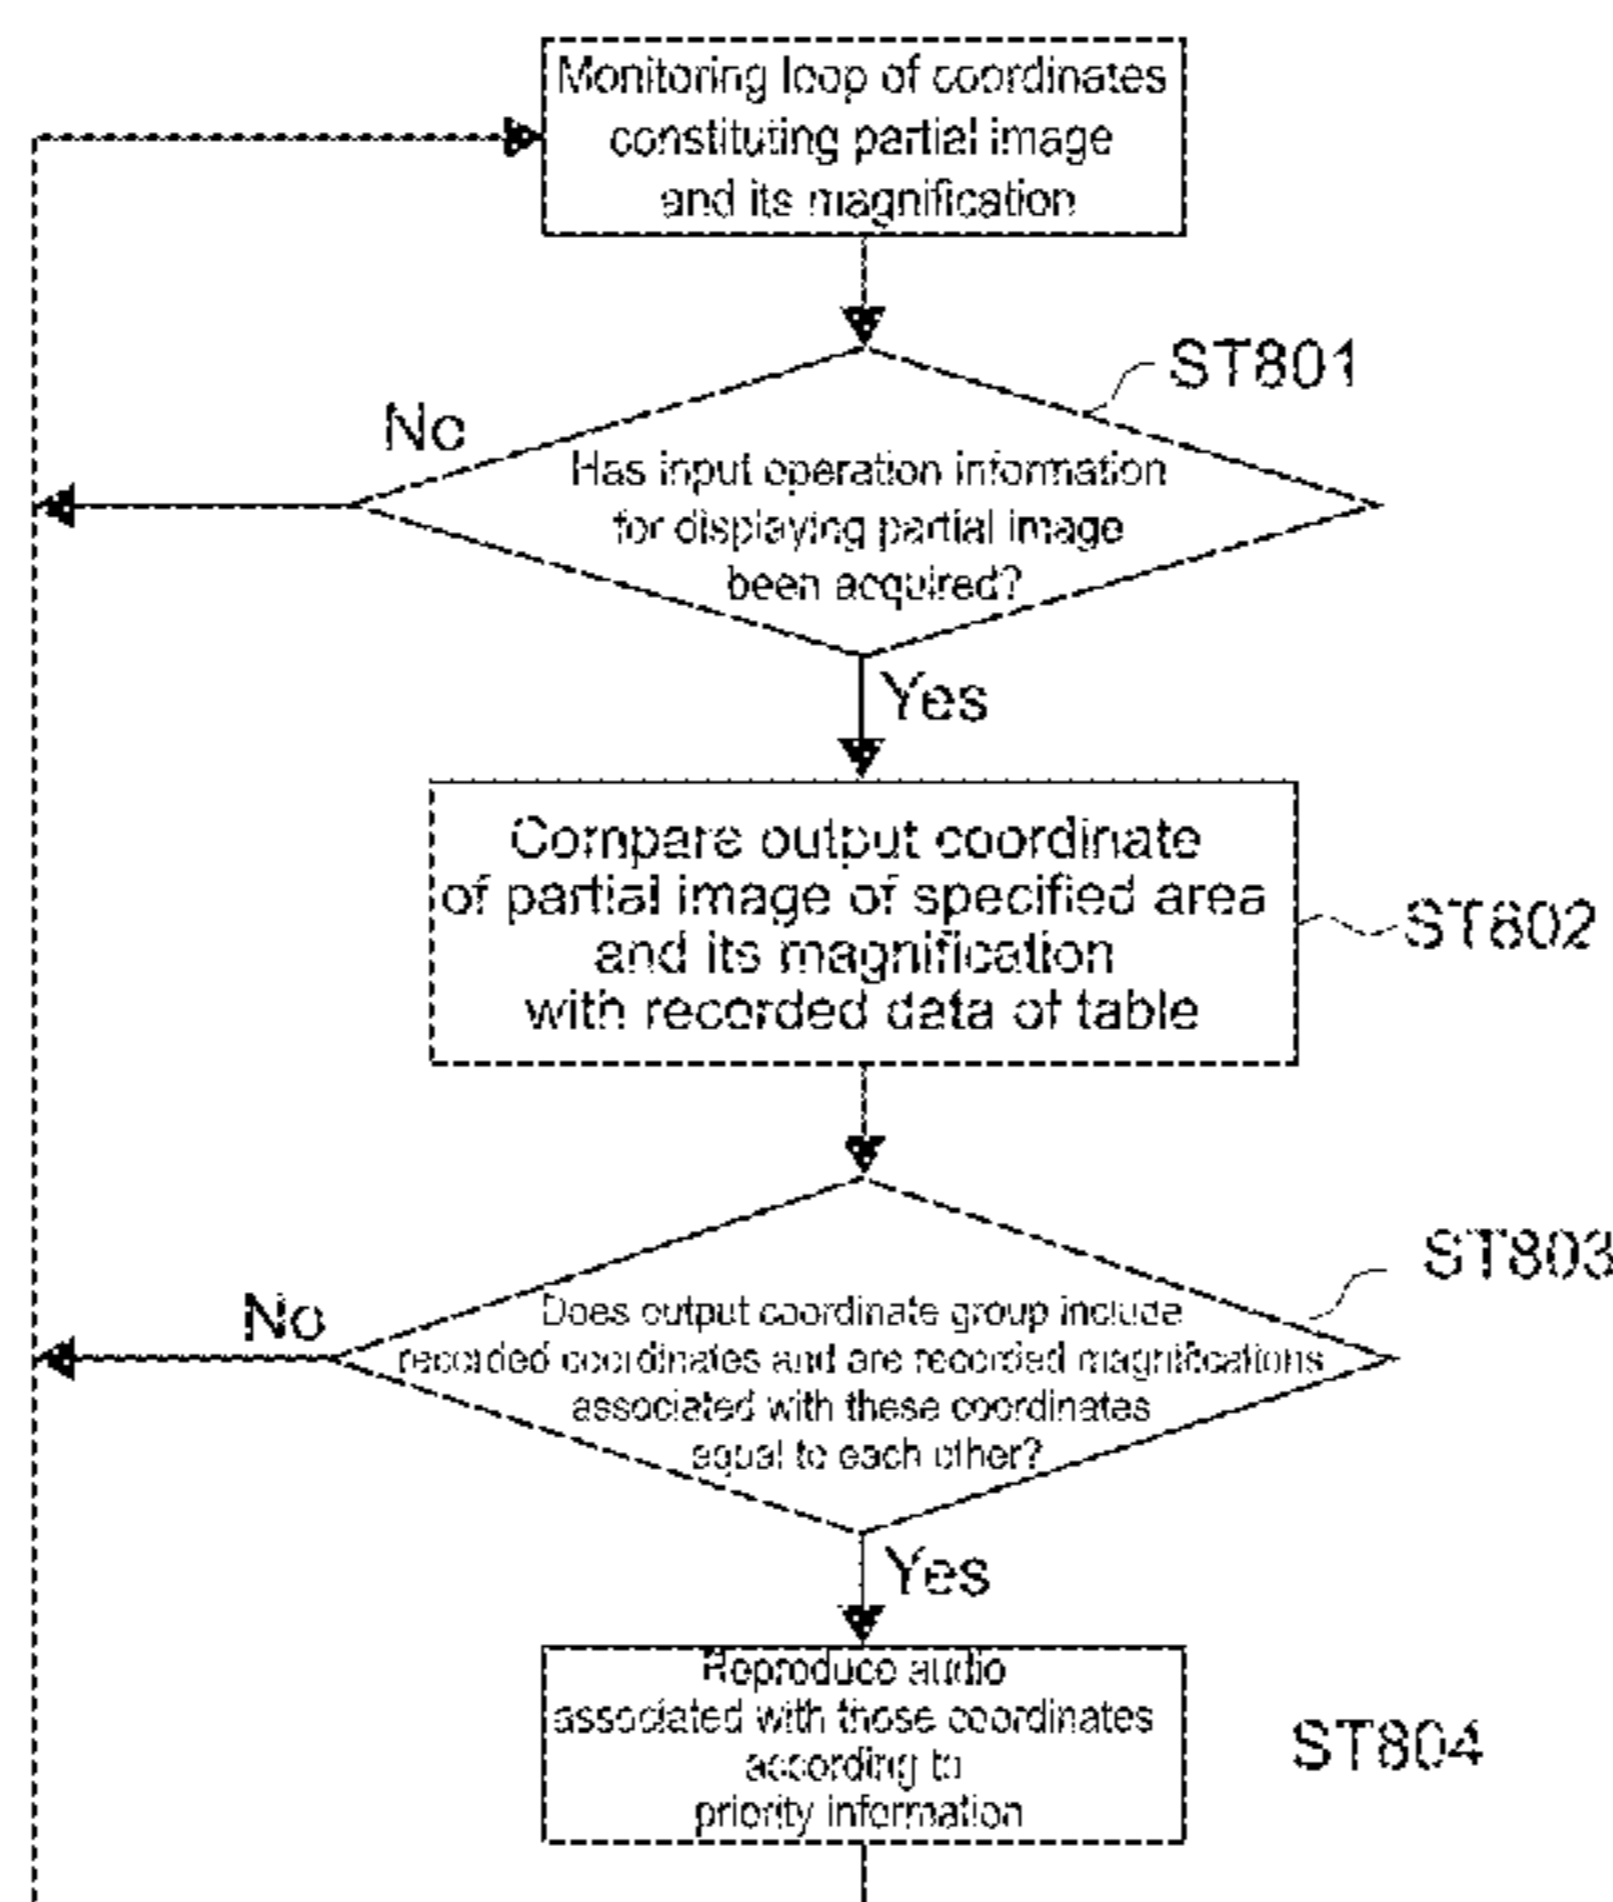 Monitoring loop of coordinates
constituting partial image
and its magnification
ST801
No
Has input operation information
for displaying partial image
been acquired?
Yes
Compare output coordinate
of partial image of specified area
and its magnification
with recorded data of table
ST802
ST803
No
Does output coordinate group include
recorded coordinates and are recorded magnifications
associated with these coordinates
equal to each other?
Yes
Reproduce audio
associated with those coordinates
according to
priority information
ST804